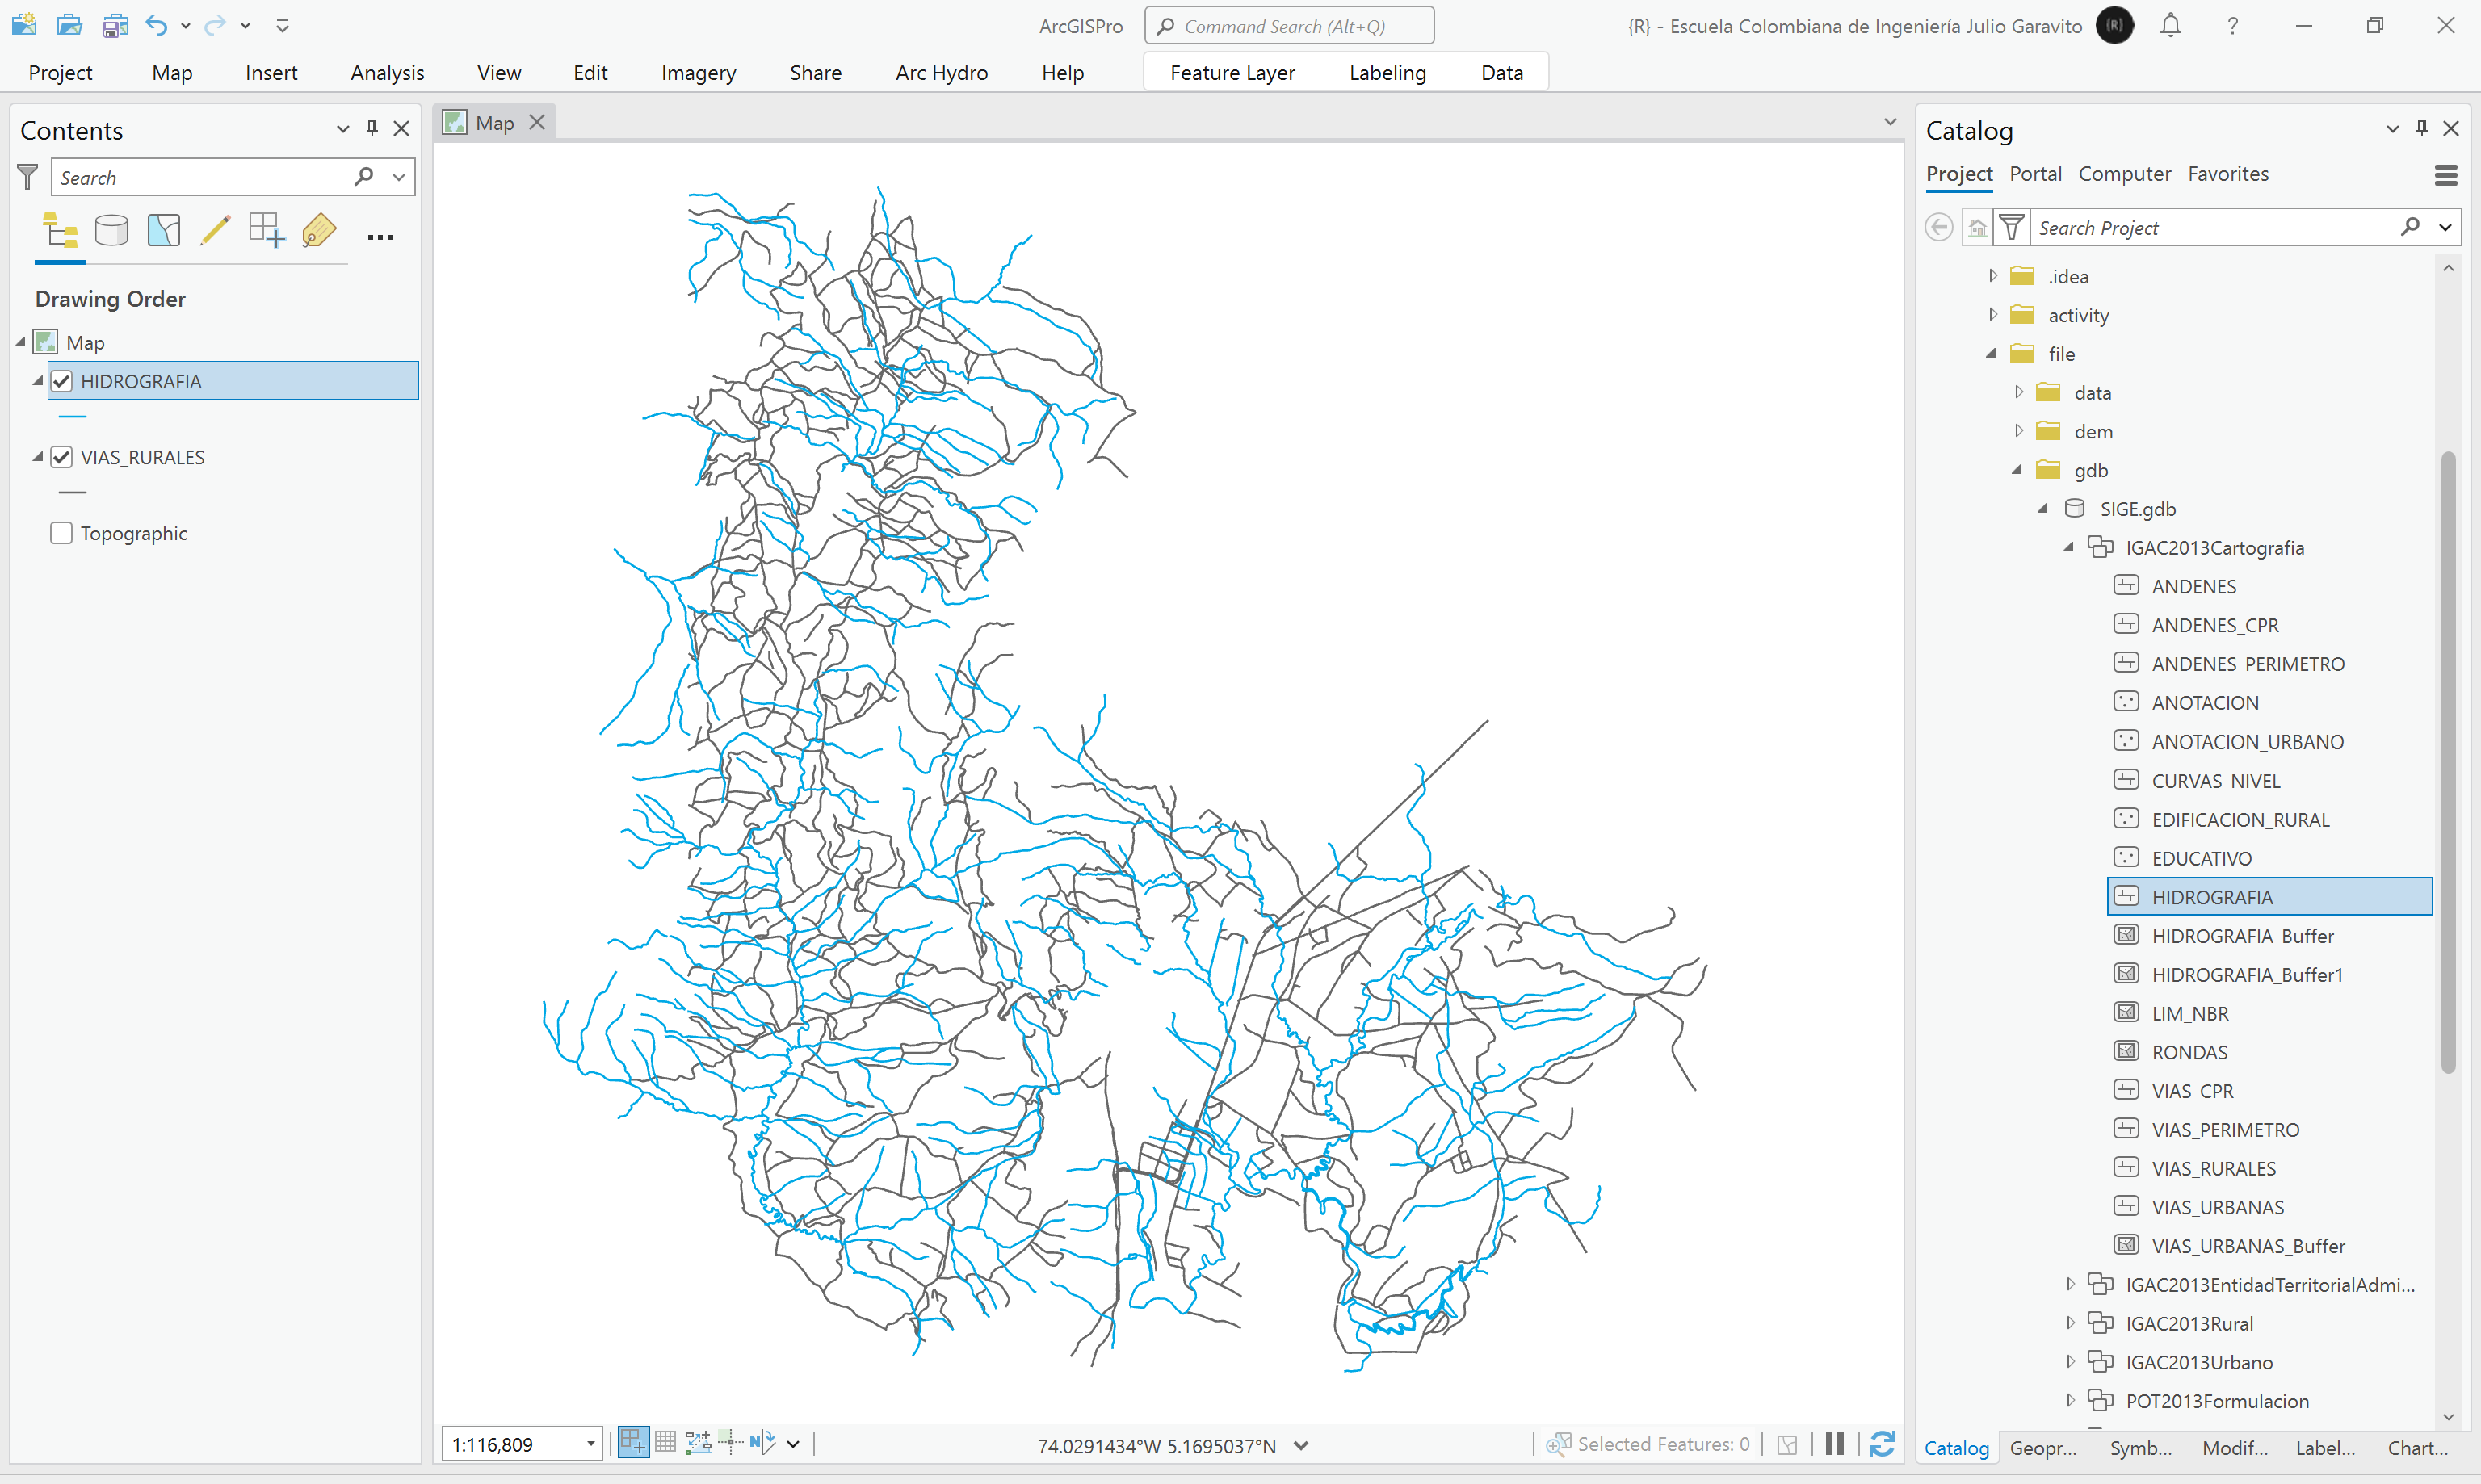 ArcGISPro
Command Search (Alt+Q)
{R} - Escuela Colombiana de Ingeniería Julio Garavito
{R}
Project
Map
Insert
Analysis
View
Edit
Imagery
Share
Arc Hydro
Help
Feature Layer
Labeling
Data
Contents
Search
Drawing Order
Map
HIDROGRAFIA
VIAS_RURALES
Topographic
Map
1:116,809
N
74.0291434°W 5.1695037°N
Selected Features: 0
Catalog
Project
Portal
Computer
Favorites
Search Project
.idea
activity
file
data
dem
gdb
SIGE.gdb
IGAC2013Cartografia
ANDENES
ANDENES_CPR
ANDENES_PERIMETRO
ANOTACION
ANOTACION_URBANO
CURVAS_NIVEL
EDIFICACION_RURAL
EDUCATIVO
HIDROGRAFIA
HIDROGRAFIA_Buffer
HIDROGRAFIA_Buffer1
LIM_NBR
RONDAS
VIAS_CPR
VIAS_PERIMETRO
VIAS_RURALES
VIAS_URBANAS
VIAS_URBANAS_Buffer
IGAC2013EntidadTerritorialAdmi...
IGAC2013Rural
IGAC2013Urbano
POT2013Formulacion
Catalog
Geopr...
Symb...
Modif...
Label...
Chart...